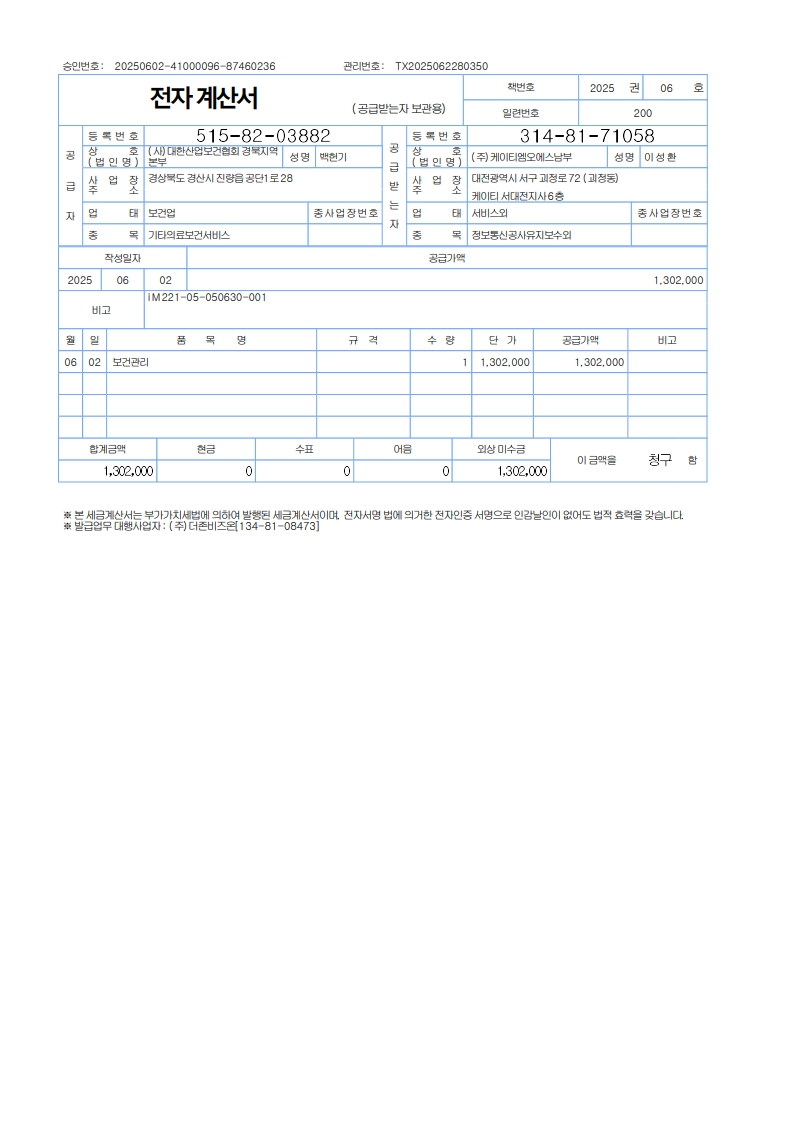 승인번호 : 20250602-41000096-87460236 관리번호 : TX2025062280350
전자 계산서 ( 공급받는자 보관용) 책번호 2025 권 06 호
일련번호 200
공급자 등록번호 515-82-03882 공급받는자 등록번호 314-81-71058
상호 (법인명) (사) 대한산업보건협회 경북지역본부 성명 백헌기 상호 (법인명) (주) 케이티엠오에스남부 성명 이성환
사업장 주소 경상북도 경산시 진량읍 공단1로 28 사업장 주소 대전광역시 서구 괴정로 72 ( 괴정동)
케이티 서대전지사 6층
업태 보건업 종사업장번호 업태 서비스외 종사업장번호
종목 기타의료보건서비스 종목 정보통신공사유지보수외
작성일자 공급가액
2025 06 02 1,302,000
비고 iM221-05-050630-001
월 일 품 목 명 규 격 수 량 단 가 공급가액 비고
06 02 보건관리 1 1,302,000 1,302,000
합계금액 현금 수표 어음 외상 미수금 이 금액을 청구 함
1,302,000 0 0 0 1,302,000
※ 본 세금계산서는 부가가치세법에 의하여 발행된 세금계산서이며, 전자서명 법에 의거한 전자인증 서명으로 인감날인이 없어도 법적 효력을 갖습니다.
※ 발급업무 대행사업자 : (주) 더존비즈온[134-81-08473]